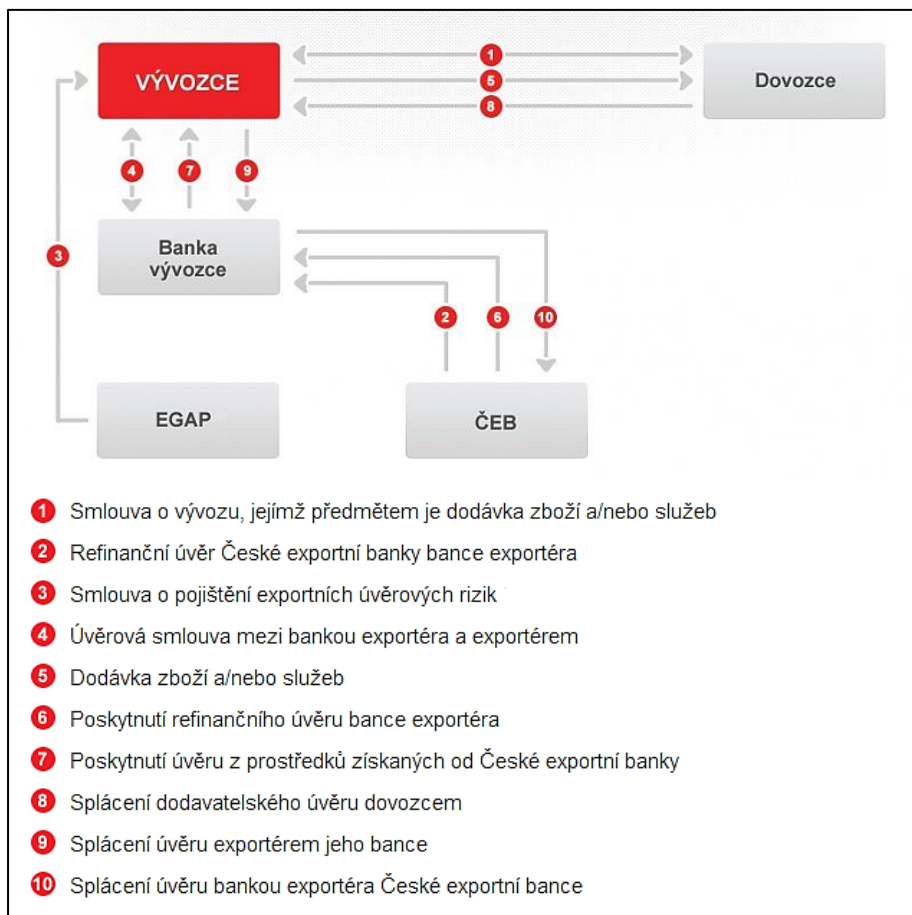 VÝVOZCE
1
5
8
Dovozce
4
7
9
3
Banka
vývozce
2
6
10
EGAP
ČEB
1 Smlouva o vývozu, jejímž předmětem je dodávka zboží a/nebo služeb
2 Refinanční úvěr České exportní banky bance exportéra
3 Smlouva o pojištění exportních úvěrových rizik
4 Úvěrová smlouva mezi bankou exportéra a exportérem
5 Dodávka zboží a/nebo služeb
6 Poskytnutí refinančního úvěru bance exportéra
7 Poskytnutí úvěru z prostředků získaných od České exportní banky
8 Splácení dodavatelského úvěru dovozcem
9 Splácení úvěru exportérem jeho bance
10 Splácení úvěru bankou exportéra České exportní bance